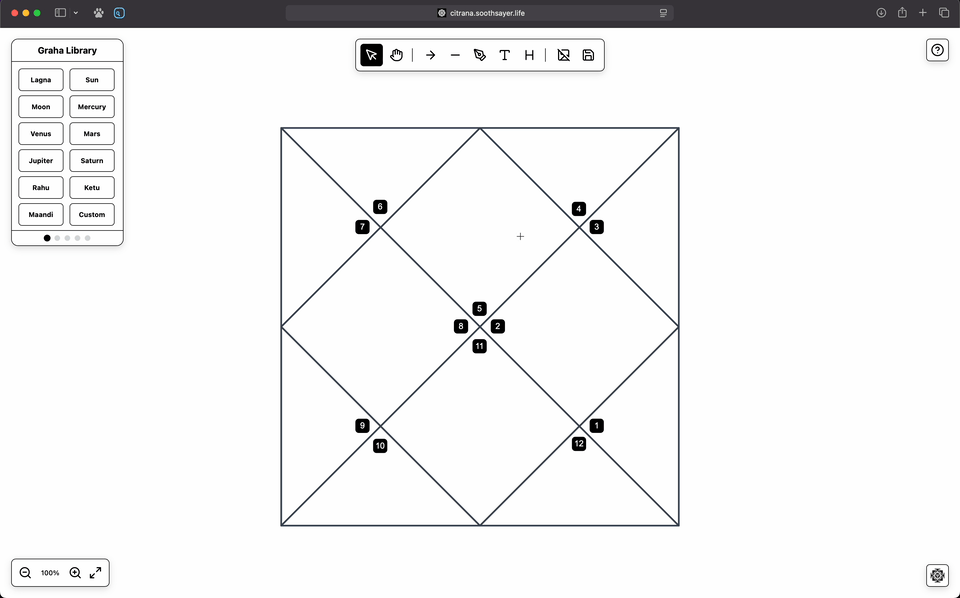 citrana.soothsayer.life
Graha Library
Lagna Sun
Moon Mercury
Venus Mars
Jupiter Saturn
Rahu Ketu
Maandi Custom
T H
6
7
4
3
5
8 2
11
9
10
1
12
100%